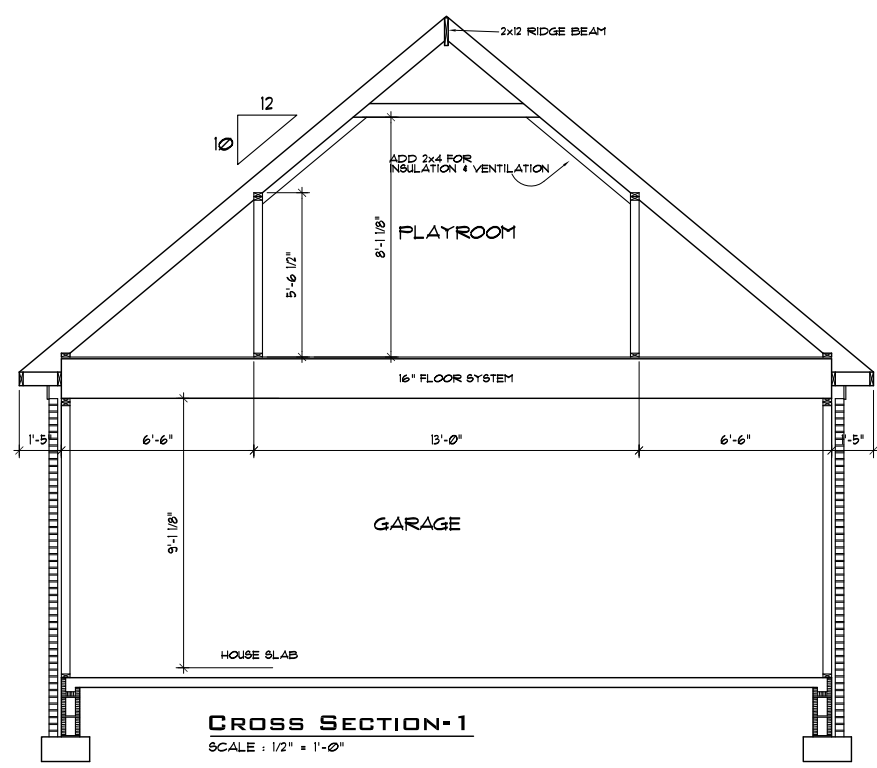 2x12 RIDGE BEAM
12
10
ADD 2x4 FOR
INSULATION & VENTILATION
PLAYROOM
8'-1 1/8"
5'-6 1/2"
16" FLOOR SYSTEM
1'-5"
6'-6"
13'-0"
6'-6"
1'-5"
GARAGE
9'-1 1/8"
HOUSE SLAB
CROSS SECTION-1
SCALE : 1/2" = 1'-0"